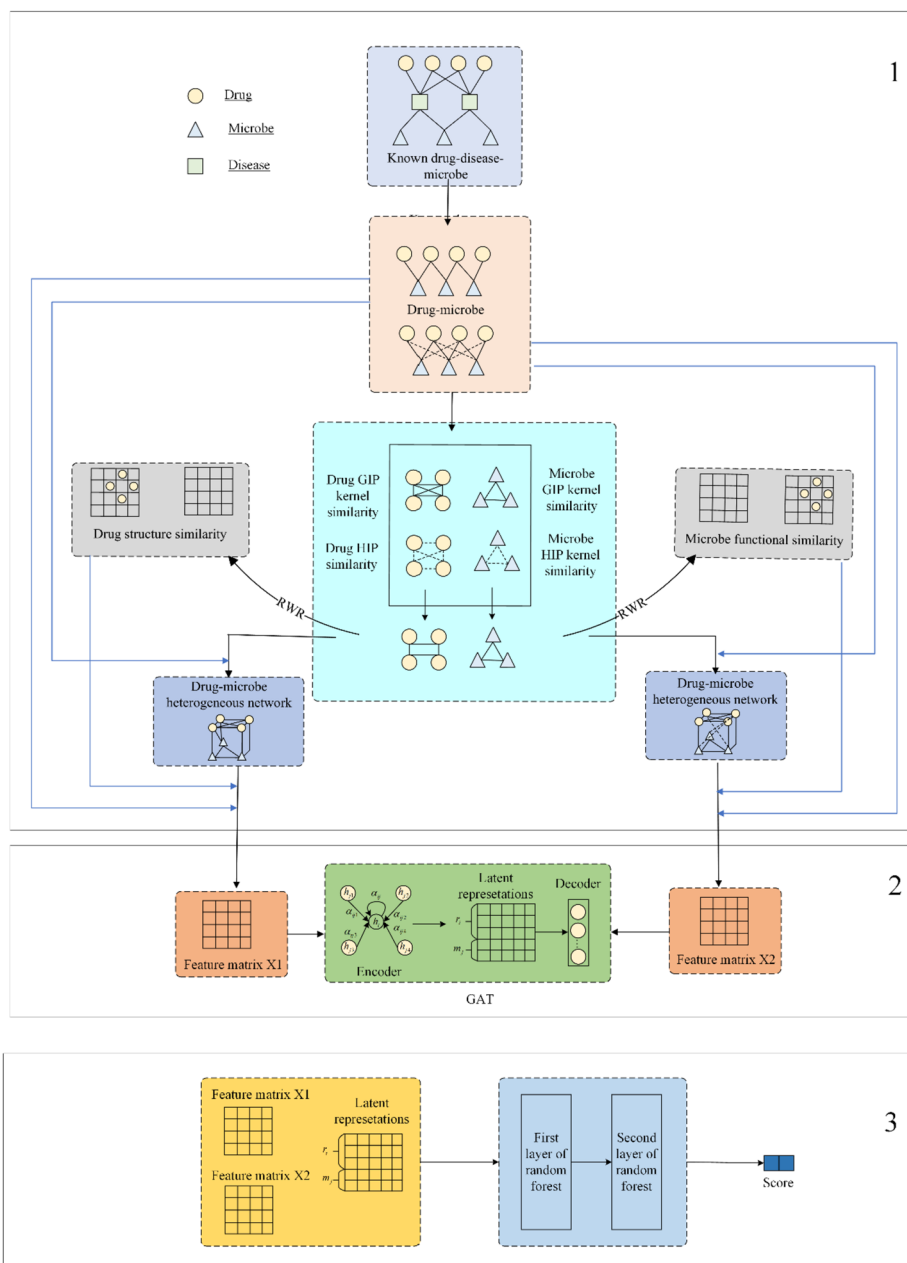 1
Drug
Microbe
Disease
Known drug-disease-
microbe
Drug-microbe
Drug GIP
kernel
similarity
Microbe
GIP kernel
similarity
Drug HIP
similarity
Microbe
HIP kernel
similarity
Drug structure similarity
Microbe functional similarity
RWR
RWR
Drug-microbe
heterogeneous network
Drug-microbe
heterogeneous network
2
Feature matrix X1
Encoder
Latent
represetations
Decoder
Feature matrix X2
GAT
3
Feature matrix X1
Feature matrix X2
Latent
represetations
First
layer of
random
forest
Second
layer of
random
forest
Score